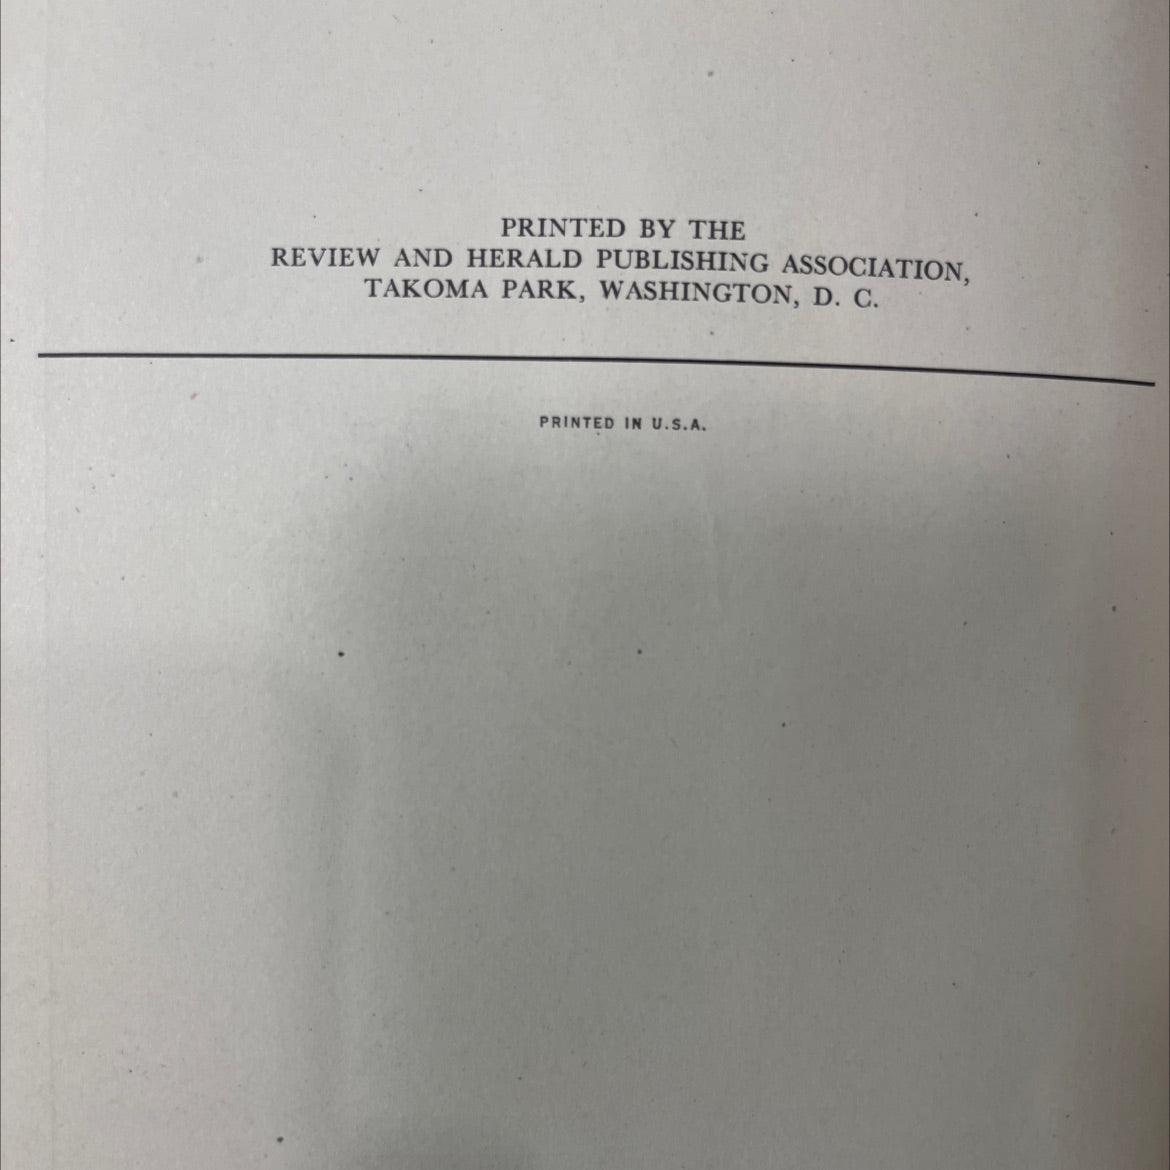 PRINTED BY THE
REVIEW AND HERALD PUBLISHING ASSOCIATION,
TAKOMA PARK, WASHINGTON, D. C.
PRINTED IN U.S.A.